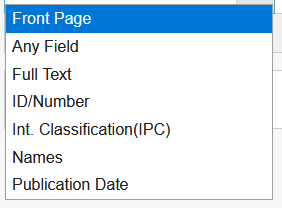 Front Page
Any Field
Full Text
ID/Number
Int. Classification(IPC)
Names
Publication Date